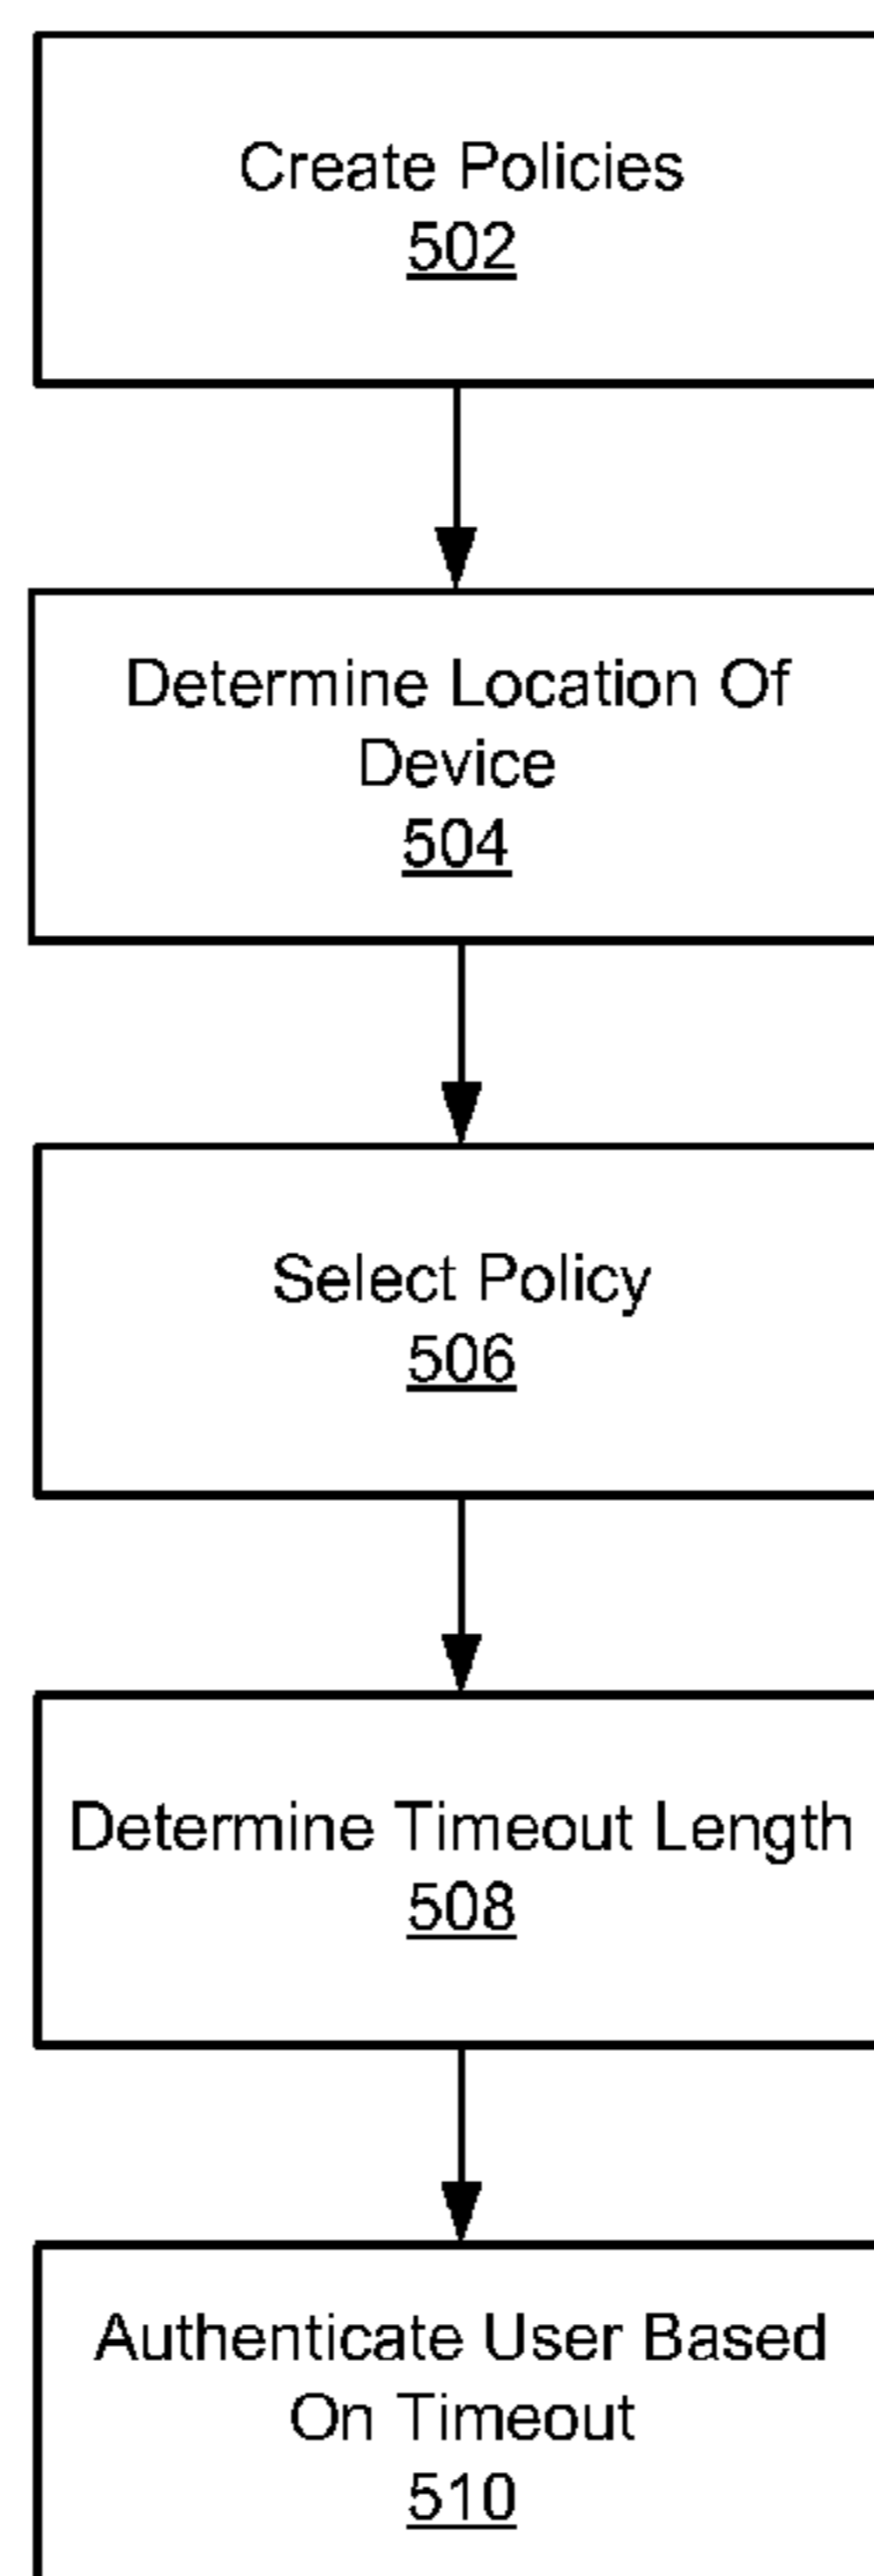 Create Policies
502
Determine Location Of
Device
504
Select Policy
506
Determine Timeout Length
508
Authenticate User Based
On Timeout
510